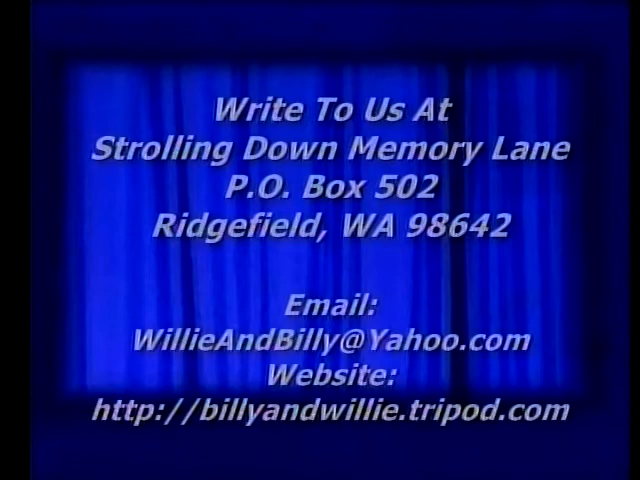 Write To Us At
Strolling Down Memory Lane
P.O. Box 502
Ridgefield, WA 98642
Email:
WillieAndBilly@Yahoo.com
Website:
http://billyandwillie.tripod.com